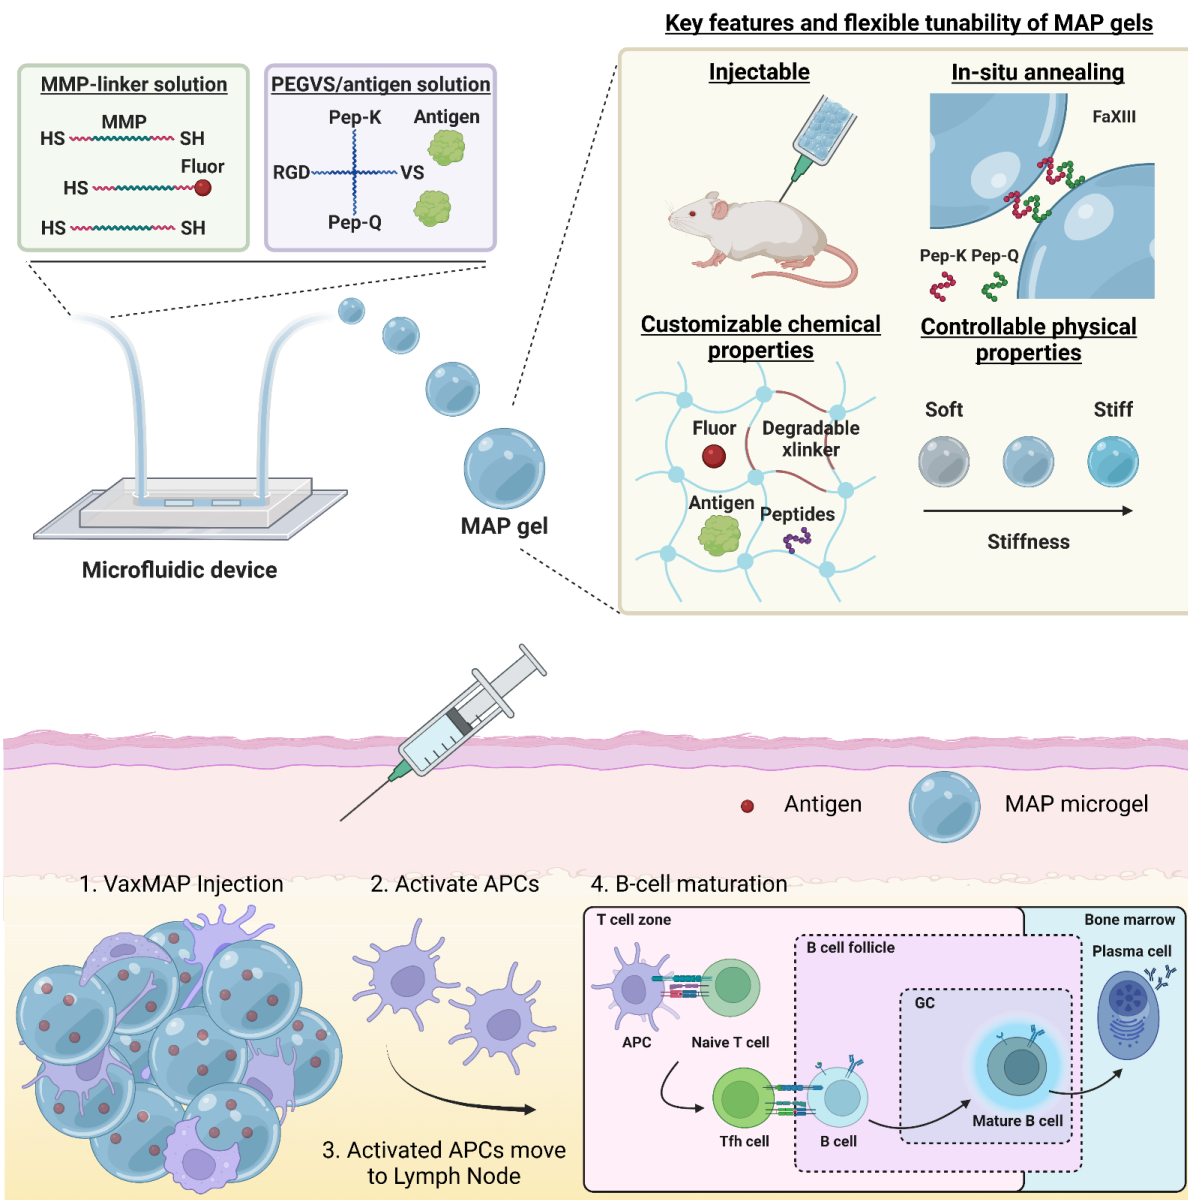 Key features and flexible tunability of MAP gels
MMP-linker solution
MMP
HS SH
Fluor
HS
HS SH
PEGVS/antigen solution
Pep-K Antigen
RGD VS
Pep-Q
Microfluidic device
MAP gel
Injectable
In-situ annealing
FaXIII
Pep-K Pep-Q
Customizable chemical
properties
Fluor
Degradable
xlinker
Antigen
Peptides
Controllable physical
properties
Soft Stiff
Stiffness
Antigen
MAP microgel
1. VaxMAP Injection
2. Activate APCs
3. Activated APCs move
to Lymph Node
4. B-cell maturation
T cell zone
APC
Naive T cell
Tfh cell
B cell follicle
B cell
GC
Mature B cell
Bone marrow
Plasma cell